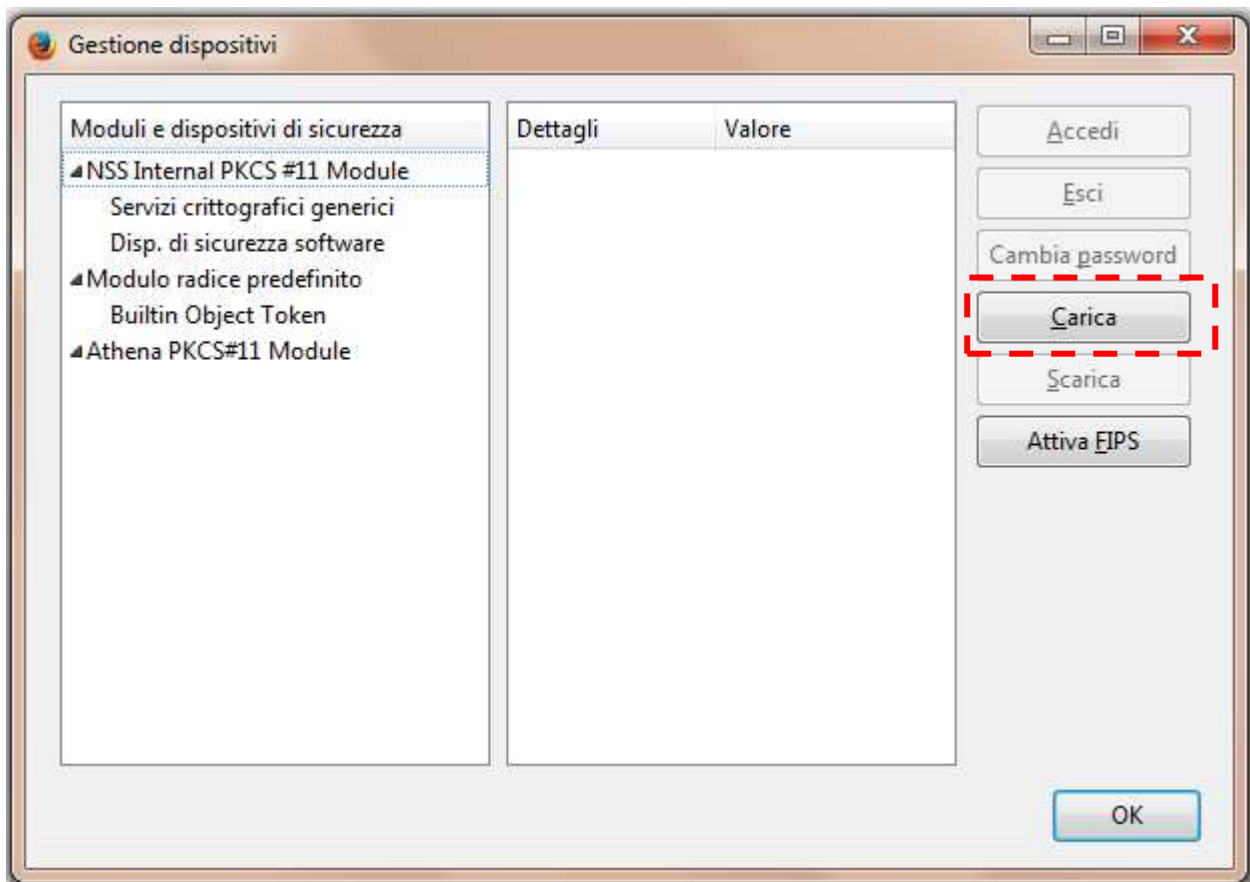 Gestione dispositivi
Moduli e dispositivi di sicurezza
NSS Internal PKCS #11 Module
Servizi crittografici generici
Disp. di sicurezza software
Modulo radice predefinito
Builtin Object Token
Athena PKCS#11 Module
Dettagli Valore
Accedi
Esci
Cambia password
Carica
Scarica
Attiva FIPS
OK